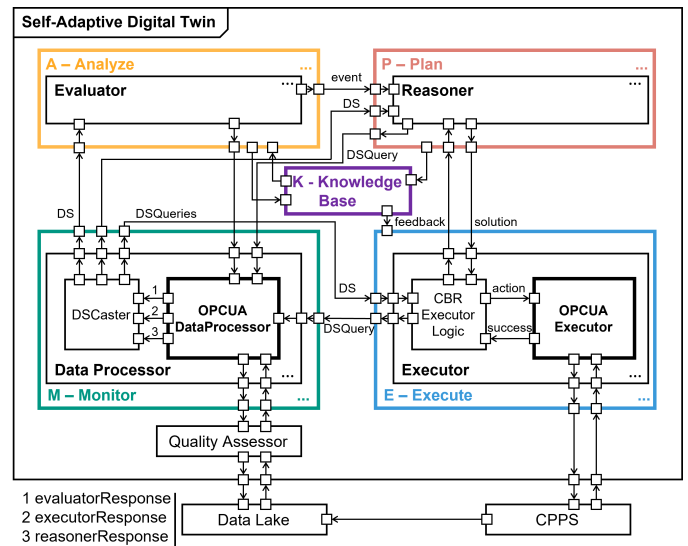 Self-Adaptive Digital Twin
A – Analyze
...
Evaluator
...
event
P – Plan
...
Reasoner
...
DS
DSQuery
K - Knowledge
Base
DS
DSQueries
feedback
solution
DSCaster
1
2
3
OPCUA
DataProcessor
Data Processor
...
M – Monitor
...
DS
DSQuery
CBR
Executor
Logic
action
success
OPCUA
Executor
Executor
...
E – Execute
...
Quality Assessor
Data Lake
CPPS
1 evaluatorResponse
2 executorResponse
3 reasonerResponse